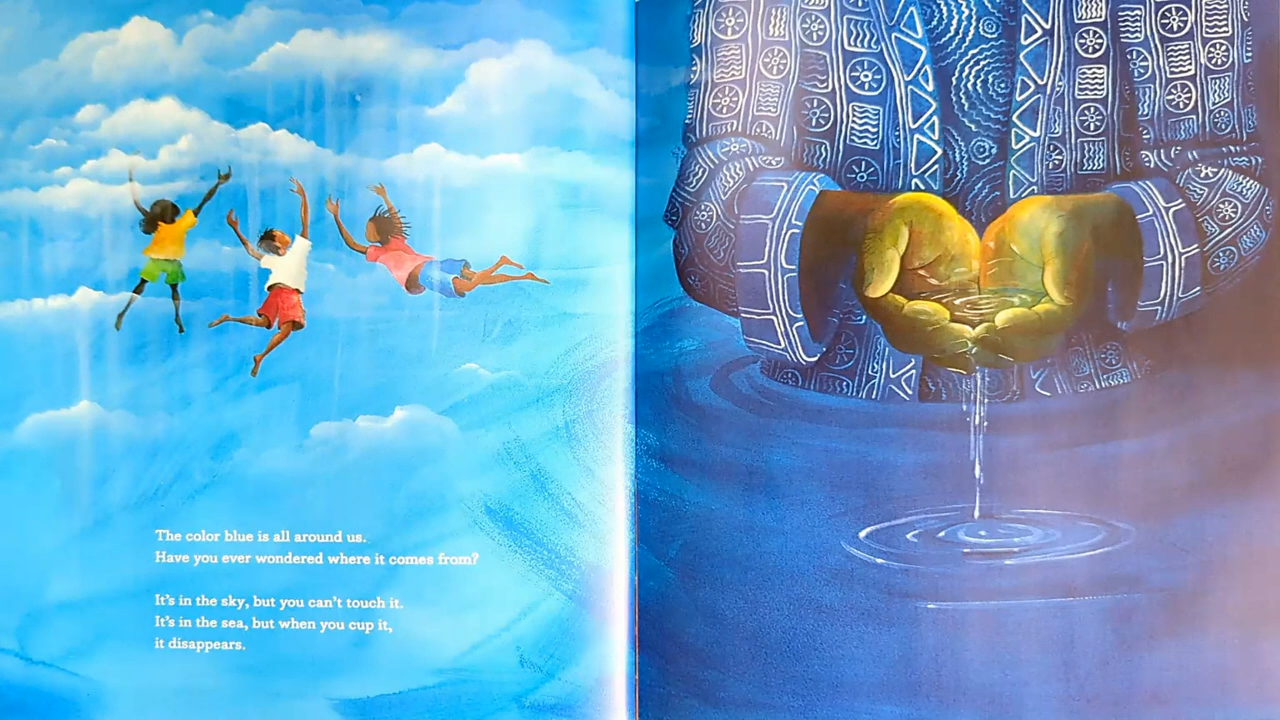 The color blue is all around us.
Have you ever wondered where it comes from?
It's in the sky, but you can't touch it.
It's in the sea, but when you cup it,
it disappears.